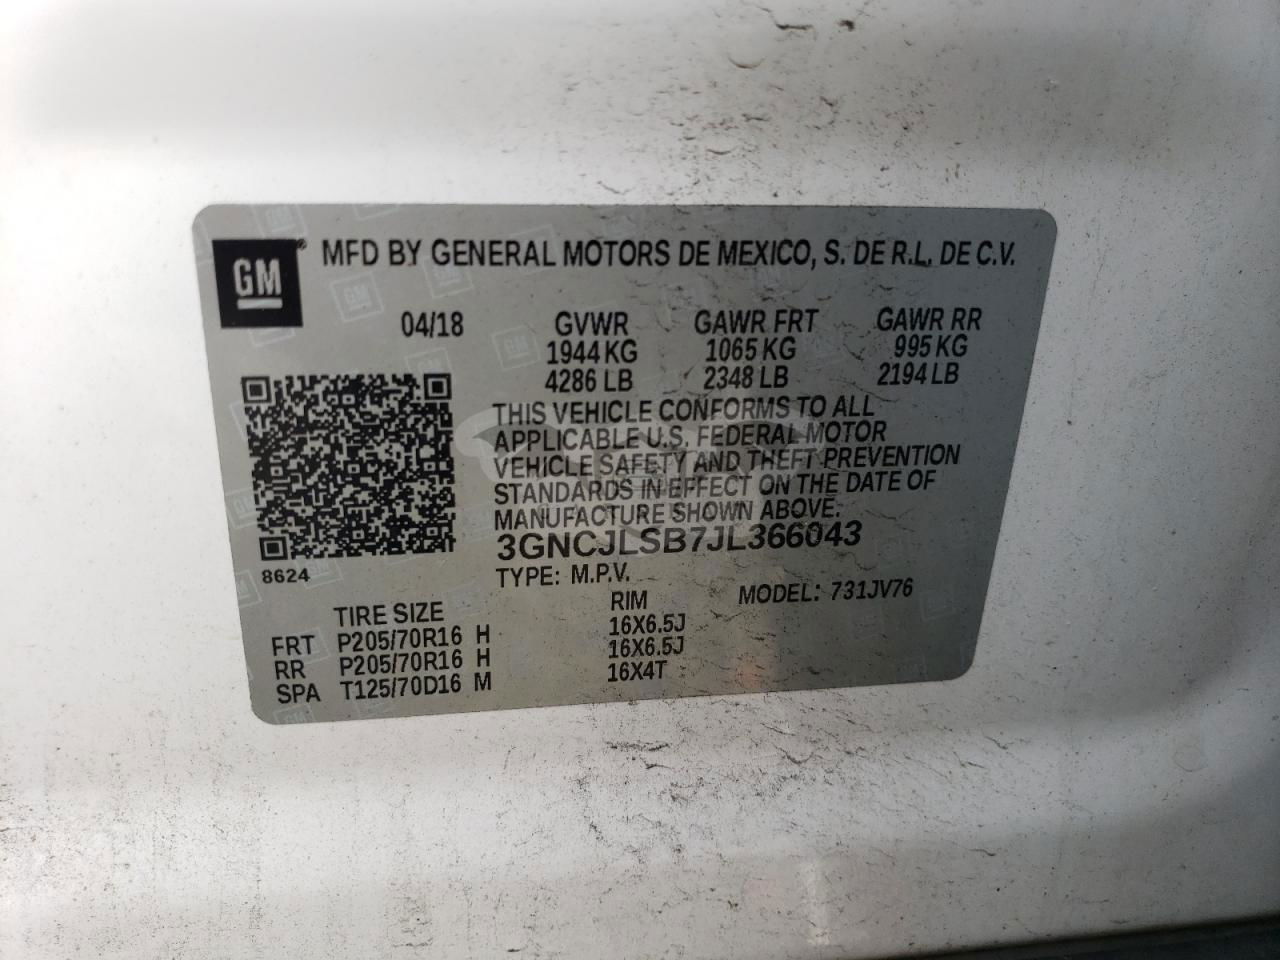 GM
MFD BY GENERAL MOTORS DE MEXICO, S. DE R.L. DE C.V.
04/18 GVWR GAWR FRT GAWR RR
1944 KG 1065 KG 995 KG
4286 LB 2348 LB 2194 LB
THIS VEHICLE CONFORMS TO ALL
APPLICABLE U.S. FEDERAL MOTOR
VEHICLE SAFETY AND THEFT PREVENTION
STANDARDS IN EFFECT ON THE DATE OF
MANUFACTURE SHOWN ABOVE:
3GNCJLSB7JL366043
8624
TYPE: M.P.V. MODEL: 731JV76
TIRE SIZE RIM
FRT P205/70R16 H 16X6.5J
RR P205/70R16 H 16X6.5J
SPA T125/70D16 M 16X4T